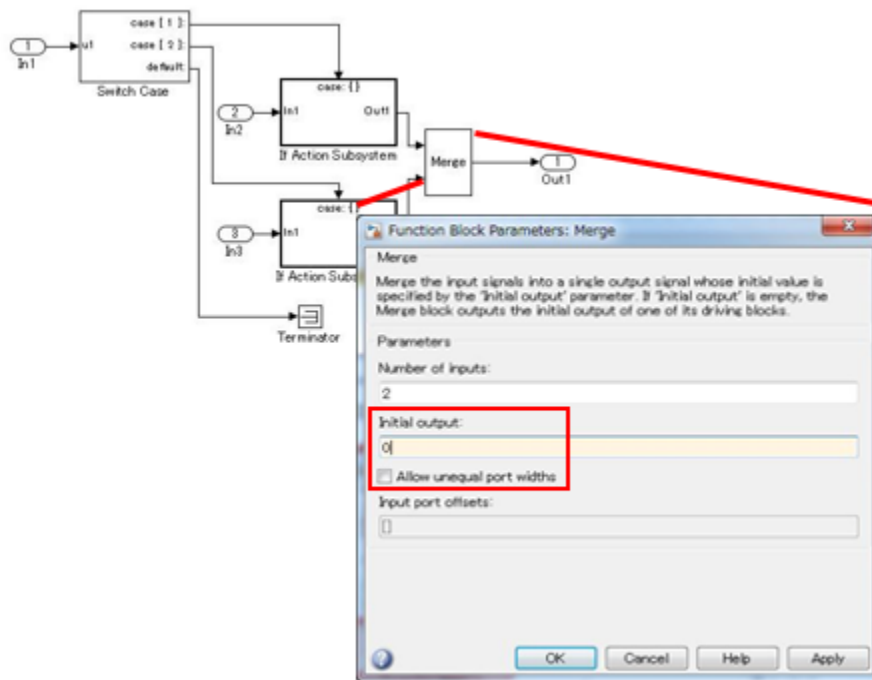 case [ 1 ]:
case [ 2 ]:
default:
u1
1
In1
Switch Case
case: {}
In1
Out1
2
In2
If Action Subsystem
Merge
1
Out1
case: {}
In1
3
In3
If Action Subs
Terminator
Function Block Parameters: Merge
Merge
Merge the input signals into a single output signal whose initial value is
specified by the 'Initial output' parameter. If 'Initial output' is empty, the
Merge block outputs the initial output of one of its driving blocks.
Parameters
Number of inputs:
2
Initial output:
0
Allow unequal port widths
Input port offsets:
[]
OK
Cancel
Help
Apply